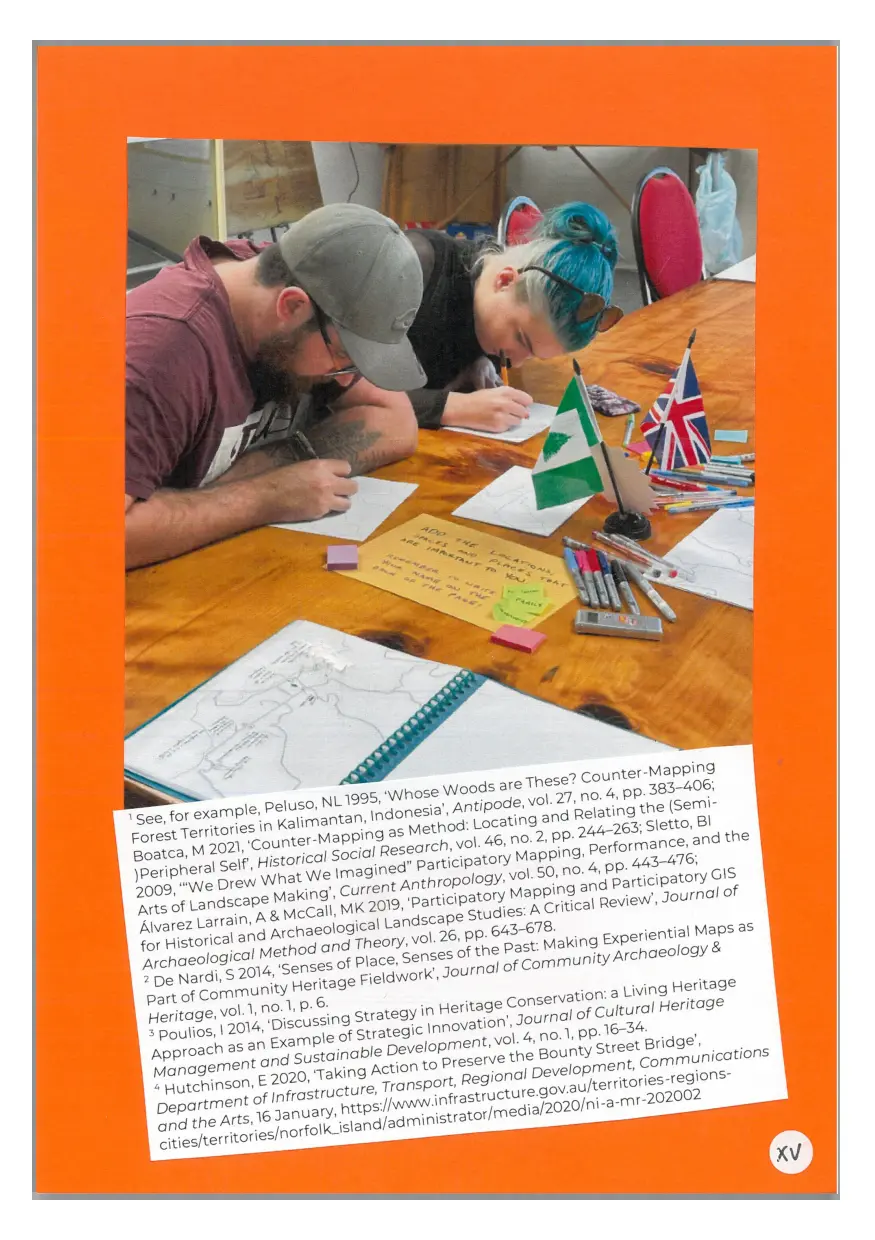 ADD THE LOCATIONS,
SPACES AND PLACES THAT
ARE IMPORTANT TO YOU
REMEMBER TO WRITE
YOUR NAME ON THE
BACK OF THE PAGE!
¹ See, for example, Peluso, NL 1995, ‘Whose Woods are These? Counter-Mapping
Forest Territories in Kalimantan, Indonesia’, Antipode, vol. 27, no. 4, pp. 383–406;
Boatca, M 2021, ‘Counter-Mapping as Method: Locating and Relating the (Semi-
)Peripheral Self’, Historical Social Research, vol. 46, no. 2, pp. 244–263; Sletto, BI
2009, ‘“We Drew What We Imagined” Participatory Mapping, Performance, and the
Arts of Landscape Making’, Current Anthropology, vol. 50, no. 4, pp. 443–476;
Álvarez Larrain, A & McCall, MK 2019, ‘Participatory Mapping and Participatory GIS
for Historical and Archaeological Landscape Studies: A Critical Review’, Journal of
Archaeological Method and Theory, vol. 26, pp. 643–678.
² De Nardi, S 2014, ‘Senses of Place, Senses of the Past: Making Experiential Maps as
Part of Community Heritage Fieldwork’, Journal of Community Archaeology &
Heritage, vol. 1, no. 1, p. 6.
³ Poulios, I 2014, ‘Discussing Strategy in Heritage Conservation: a Living Heritage
Approach as an Example of Strategic Innovation’, Journal of Cultural Heritage
Management and Sustainable Development, vol. 4, no. 1, pp. 16–34.
⁴ Hutchinson, E 2020, ‘Taking Action to Preserve the Bounty Street Bridge’,
Department of Infrastructure, Transport, Regional Development, Communications
and the Arts, 16 January, https://www.infrastructure.gov.au/territories-regions-
cities/territories/norfolk_island/administrator/media/2020/ni-a-mr-202002
XV